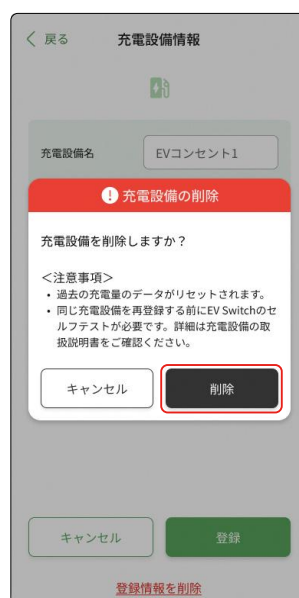 戻る 充電設備情報
充電設備名 EVコンセント1
充電設備の削除
充電設備を削除しますか？
＜注意事項＞
• 過去の充電量のデータがリセットされます。
• 同じ充電設備を再登録する前にEV Switchのセ
ルフテストが必要です。詳細は充電設備の取
扱説明書をご確認ください。
キャンセル 削除
キャンセル 登録
登録情報を削除